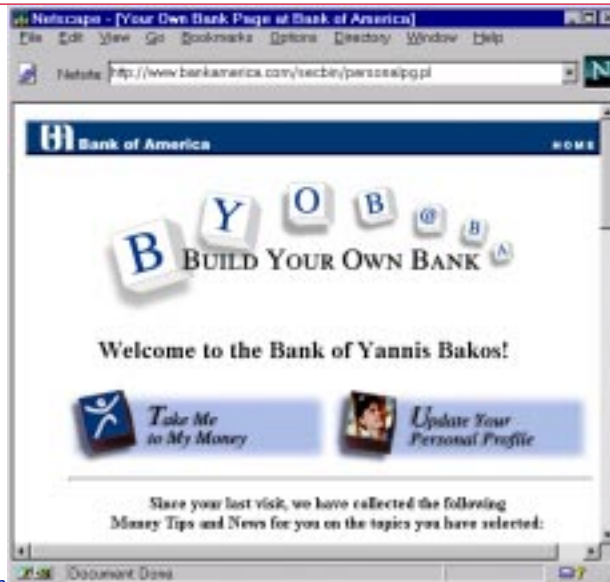 Netscape - [Your Own Bank Page at Bank of America]
File Edit View Go Bookmarks Options Directory Window Help
Netsite: http://www.bankamerica.com/secbin/personalpg.pl
N
BA Bank of America HOME
B Y O B @ B A
BUILD YOUR OWN BANK
Welcome to the Bank of Yannis Bakos!
Take Me
to My Money
Update Your
Personal Profile
Since your last visit, we have collected the following
Money Tips and News for you on the topics you have selected:
Document Done